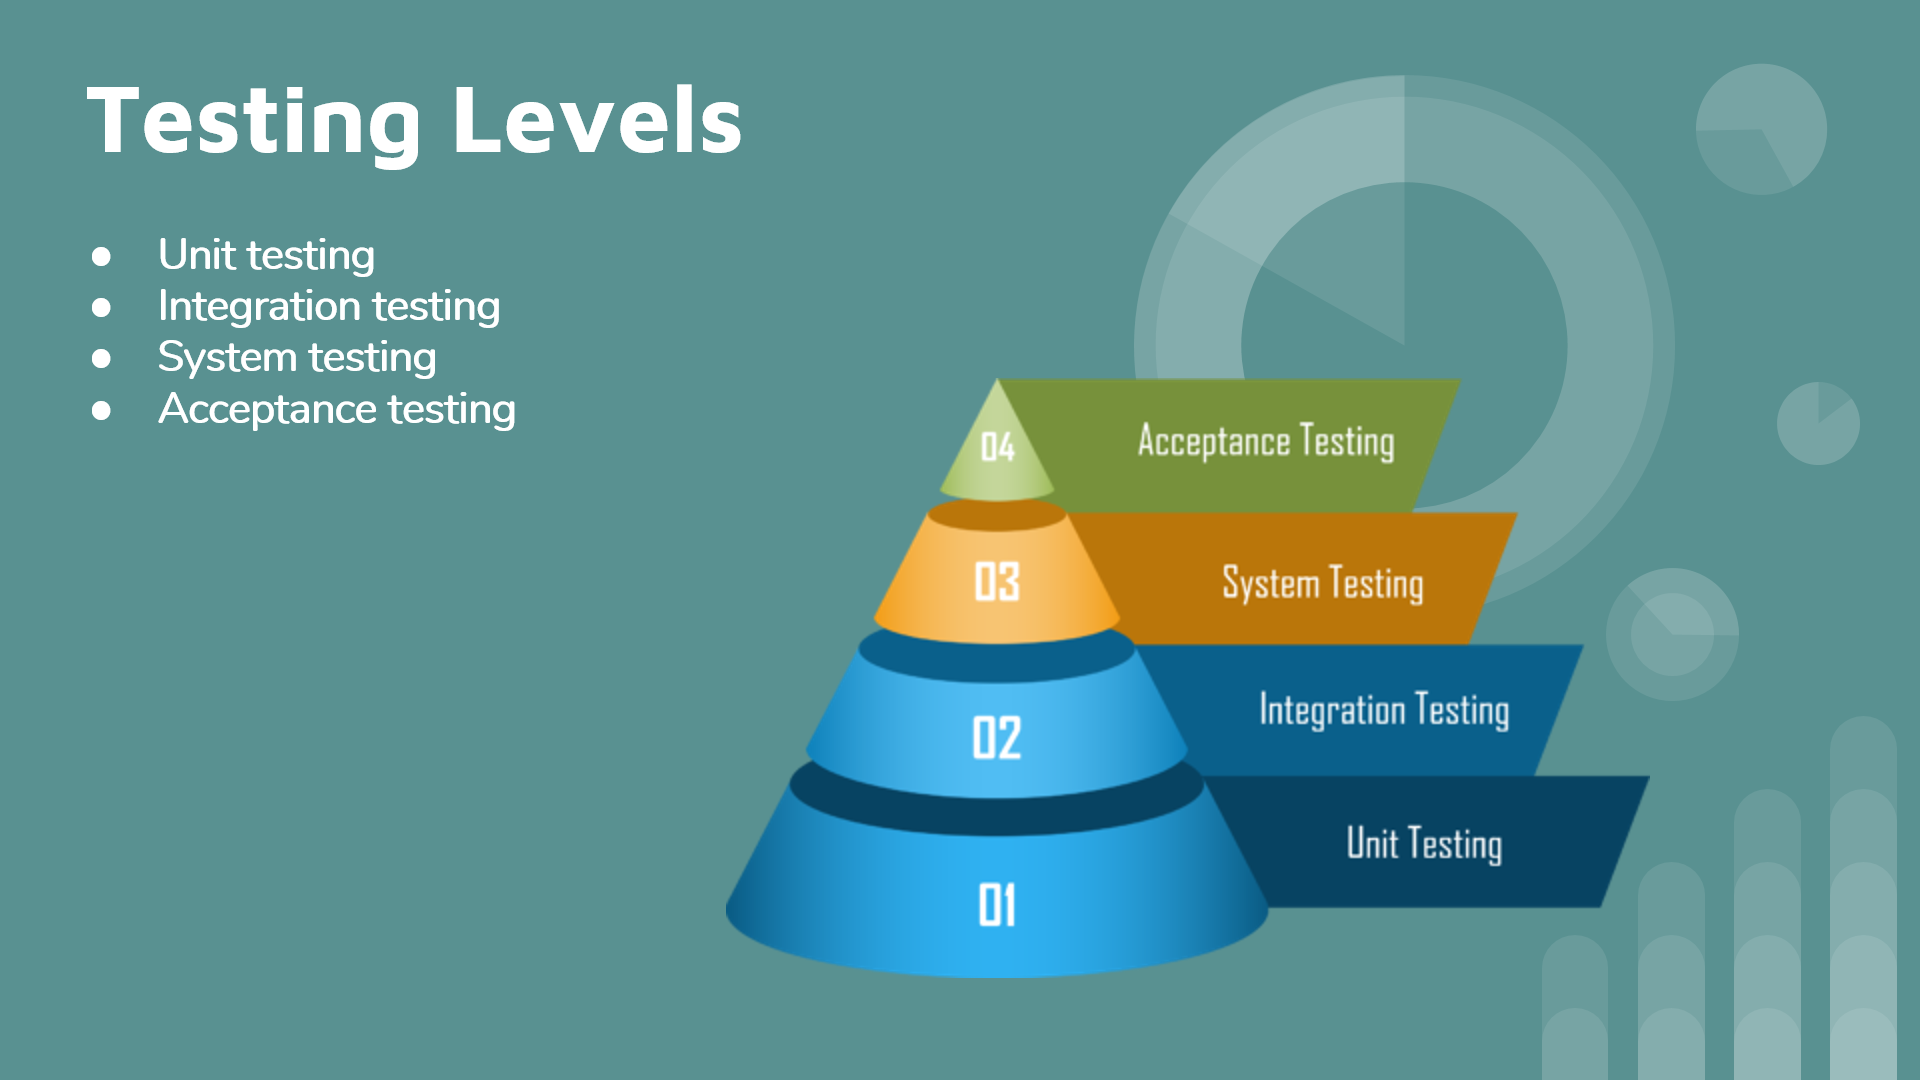 Testing Levels
● Unit testing
● Integration testing
● System testing
● Acceptance testing
04
Acceptance Testing
03
System Testing
02
Integration Testing
01
Unit Testing